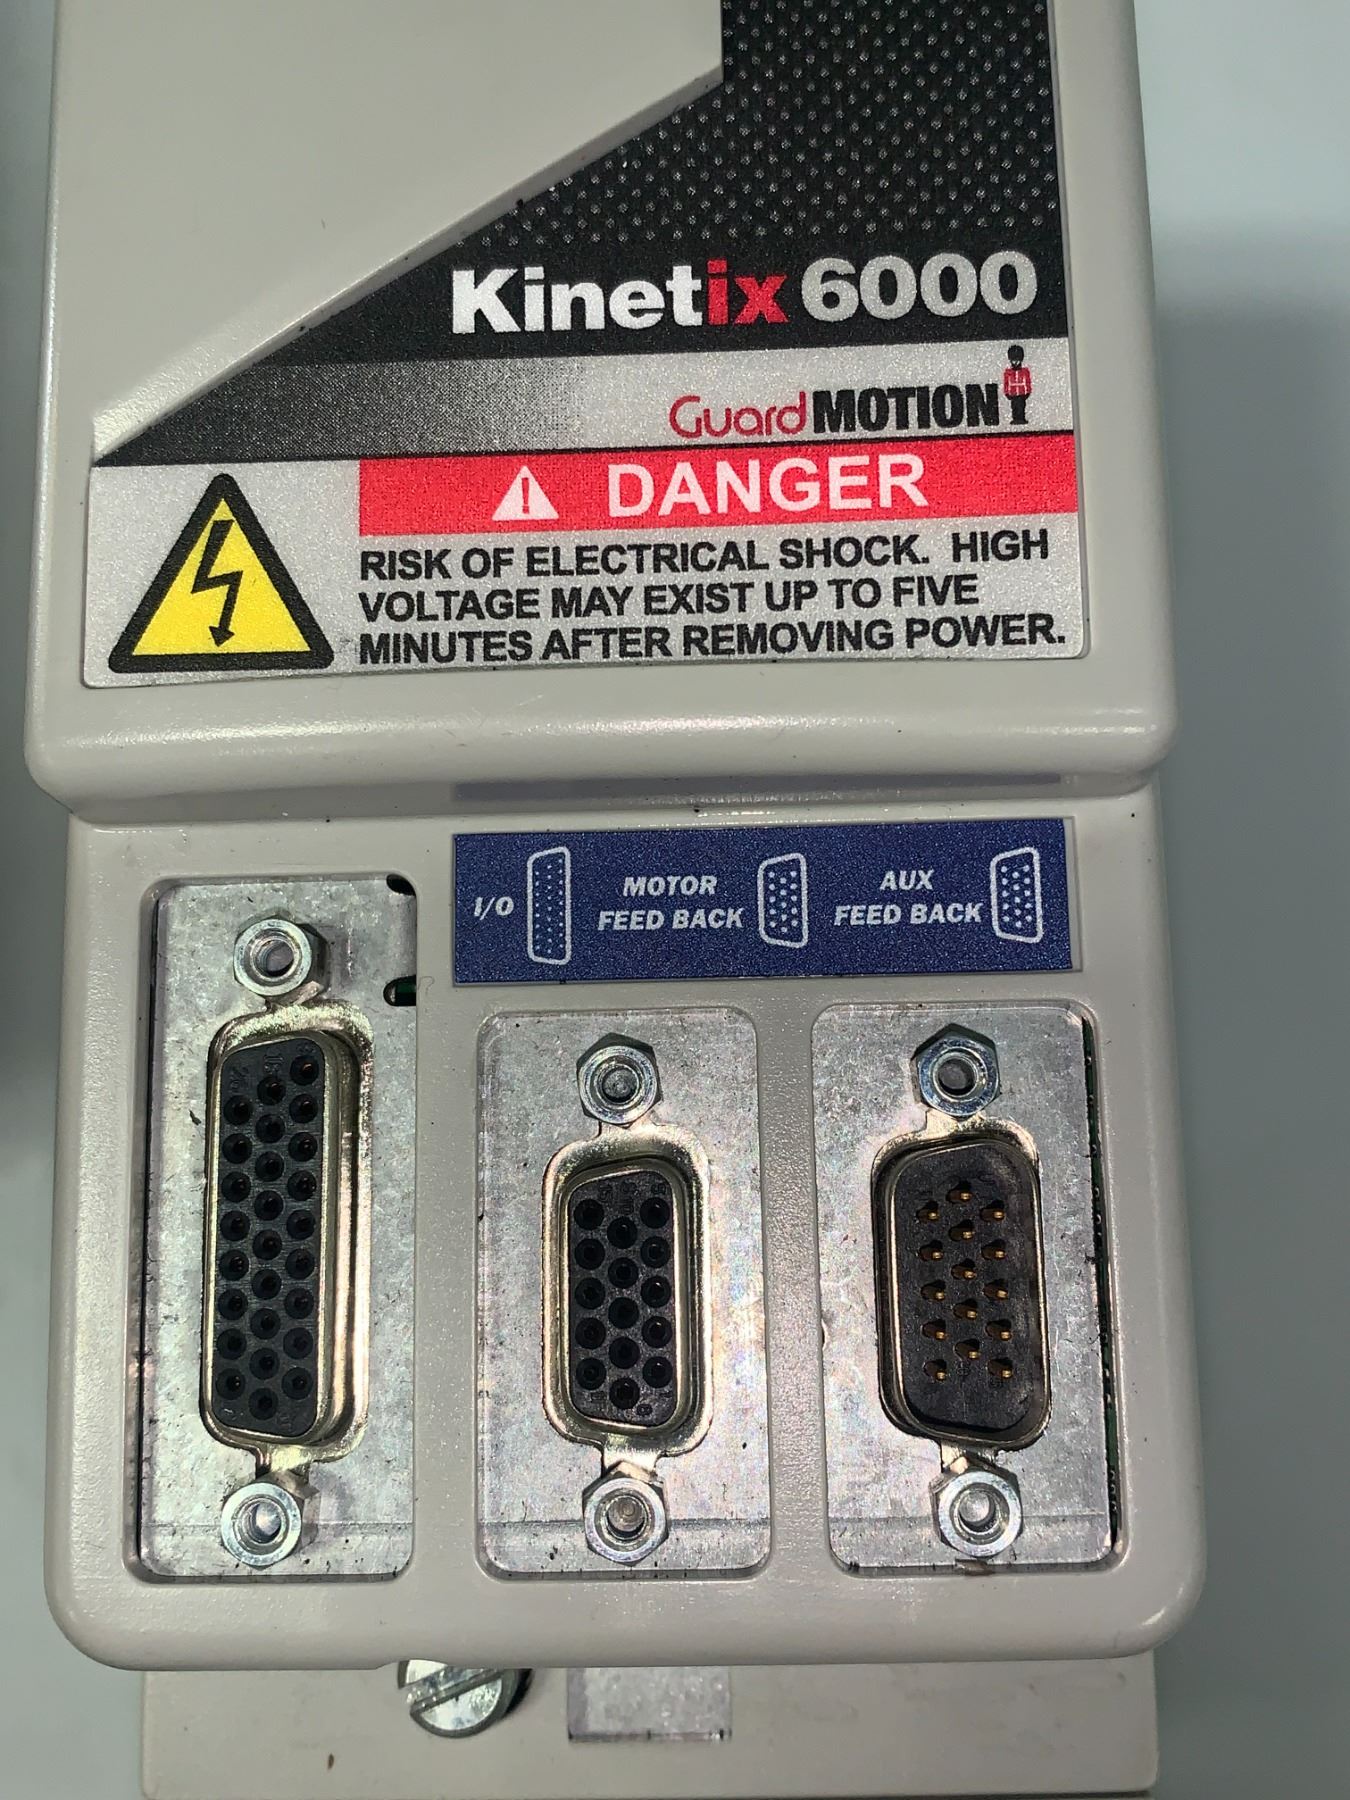 Kinetix 6000
GuardMOTION
DANGER
RISK OF ELECTRICAL SHOCK. HIGH
VOLTAGE MAY EXIST UP TO FIVE
MINUTES AFTER REMOVING POWER.
I/O
MOTOR
FEED BACK
AUX
FEED BACK